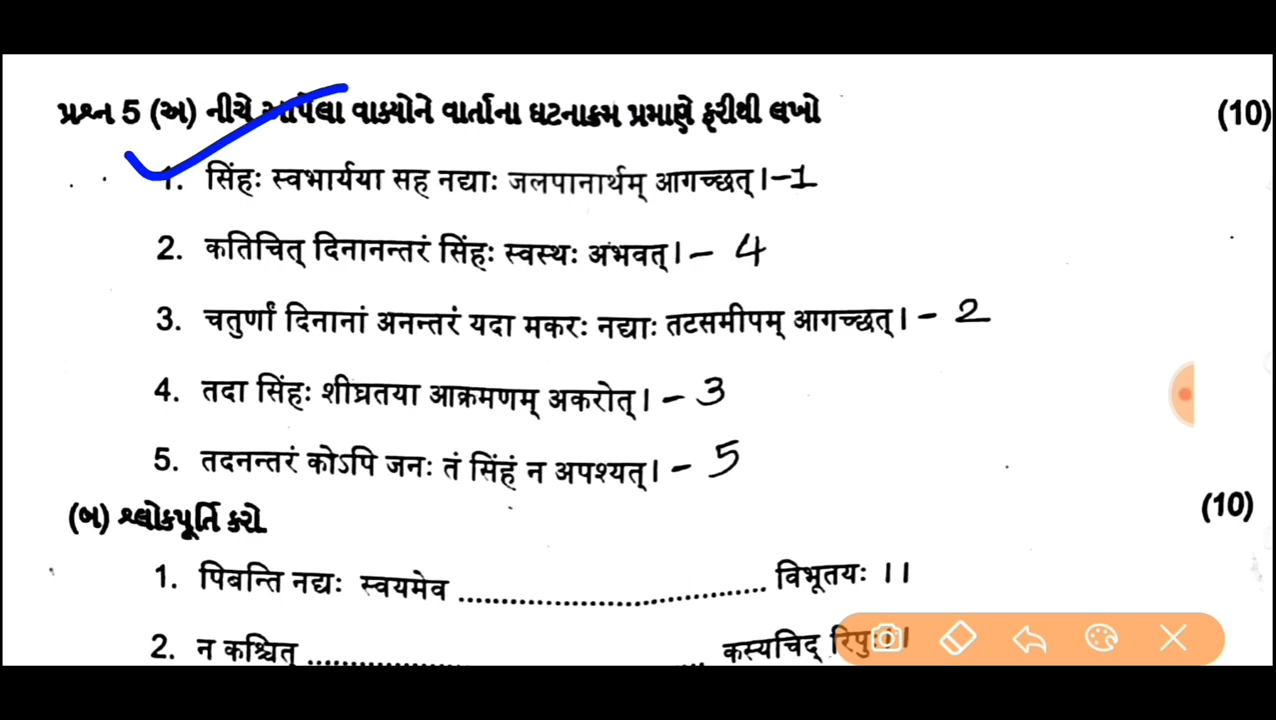 પ્રશ્ન 5 (અ) નીચે આપેલા વાક્યોને વાર્તાના ઘટનાક્રમ પ્રમાણે ફરીથી લખો (10)
1. सिंहः स्वभार्यया सह नद्याः जलपानार्थम् आगच्छत्। - 1
2. कतिचित् दिनानन्तरं सिंहः स्वस्थः अभवत्। - 4
3. चतुर्णां दिनानां अनन्तरं यदा मकरः नद्याः तटसमीपम् आगच्छत्। - 2
4. तदा सिंहः शीघ्रतया आक्रमणम् अकरोत्। - 3
5. तदनन्तरं कोऽपि जनः तं सिंहं न अपश्यत्। - 5
(બ) શ્લોકપૂર્તિ કરો (10)
1. पिबन्ति नद्यः स्वयमेव .................................. विभूतयः ।।
2. न कश्चित् .................................. कस्यचिद् रिपुः।।